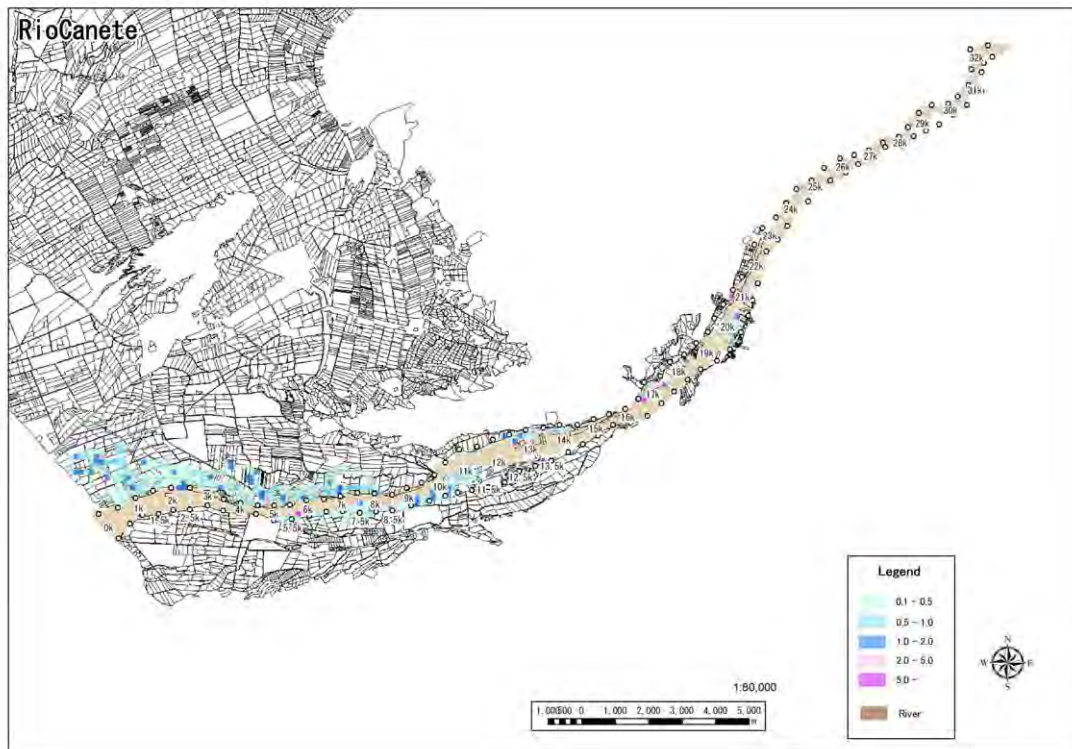 RioCanete
32k
31k
30k
29k
28k
27k
26k
25k
24k
23k
22k
21k
20k
19k
18k
17k
16k
15k
14k
13k
13.5k
12k
12.5k
11k
11.5k
10k
9k
8k
8.5k
7k
7.5k
6k
5k
5.5k
4k
3k
2k
2.5k
1k
1.5k
0k
Legend
0.1 - 0.5
0.5 - 1.0
1.0 - 2.0
2.0 - 5.0
5.0 -
River
N
W E
S
1:60,000
1,000 500 0 1,000 2,000 3,000 4,000 5,000
m